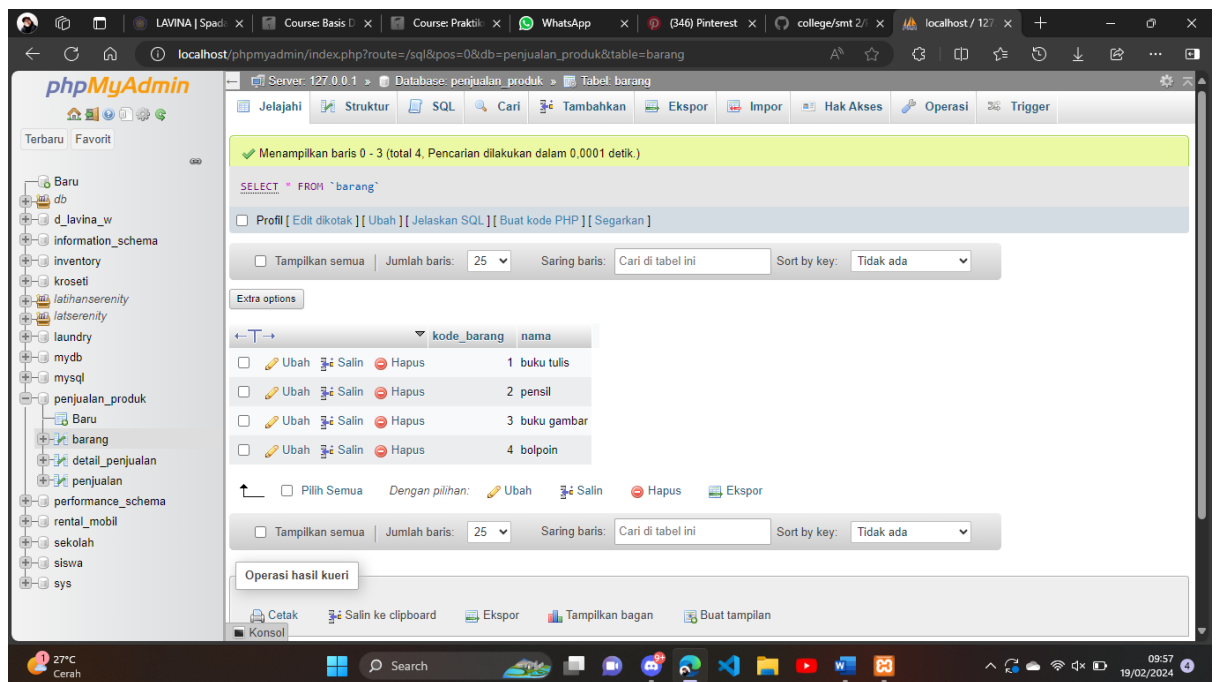 LAVINA | Spada
Course: Basis D
Course: Praktik
WhatsApp
(346) Pinterest
college/smt 2/
localhost / 127
localhost/phpmyadmin/index.php?route=/sql&pos=0&db=penjualan_produk&table=barang
phpMyAdmin
Terbaru Favorit
Baru
db
d_lavina_w
information_schema
inventory
kroseti
latihanserenity
latserenity
laundry
mydb
mysql
penjualan_produk
Baru
barang
detail_penjualan
penjualan
performance_schema
rental_mobil
sekolah
siswa
sys
Server: 127.0.0.1 » Database: penjualan_produk » Tabel: barang
Jelajahi Struktur SQL Cari Tambahkan Ekspor Impor Hak Akses Operasi Trigger
Menampilkan baris 0 - 3 (total 4, Pencarian dilakukan dalam 0,0001 detik.)
SELECT * FROM `barang`
Profil [ Edit dikotak ] [ Ubah ] [ Jelaskan SQL ] [ Buat kode PHP ] [ Segarkan ]
Tampilkan semua | Jumlah baris: 25 Saring baris: Cari di tabel ini Sort by key: Tidak ada
Extra options
←T→ kode_barang nama
Ubah Salin Hapus 1 buku tulis
Ubah Salin Hapus 2 pensil
Ubah Salin Hapus 3 buku gambar
Ubah Salin Hapus 4 bolpoin
Pilih Semua Dengan pilihan: Ubah Salin Hapus Ekspor
Tampilkan semua | Jumlah baris: 25 Saring baris: Cari di tabel ini Sort by key: Tidak ada
Operasi hasil kueri
Cetak Salin ke clipboard Ekspor Tampilkan bagan Buat tampilan
Konsol
1
27°C
Cerah
Search
09:57
19/02/2024
4